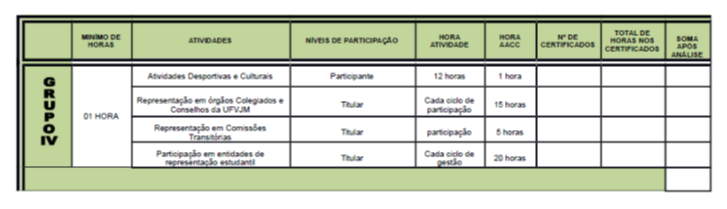 MINÍMO DE HORAS
ATIVIDADES
NÍVEIS DE PARTICIPAÇÃO
HORA ATIVIDADE
HORA AACC
Nº DE CERTIFICADOS
TOTAL DE HORAS NOS CERTIFICADOS
SOMA APÓS ANÁLISE
GRUPO IV
01 HORA
Atividades Desportivas e Culturais
Participante
12 horas
1 hora
Representação em órgãos Colegiados e Conselhos da UFVJM
Titular
Cada ciclo de participação
15 horas
Representação em Comissões Transitórias
Titular
participação
5 horas
Participação em entidades de representação estudantil
Titular
Cada ciclo de gestão
20 horas